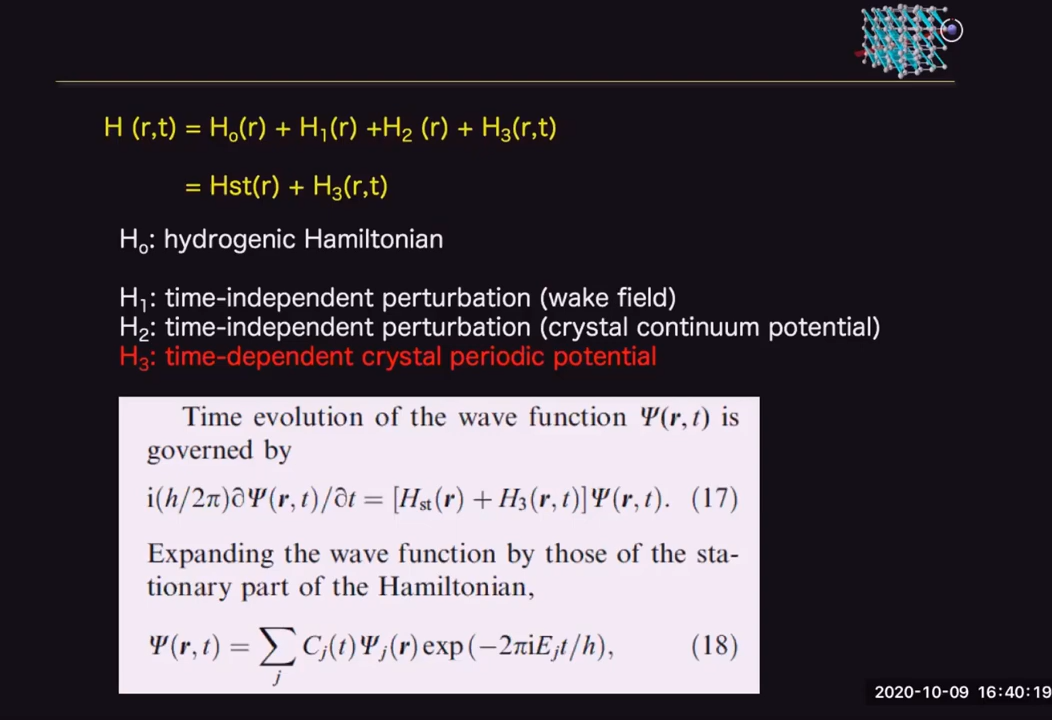 H (r,t) = Ho(r) + H₁(r) +H₂ (r) + H₃(r,t)
= Hst(r) + H₃(r,t)
Ho: hydrogenic Hamiltonian
H₁: time-independent perturbation (wake field)
H₂: time-independent perturbation (crystal continuum potential)
H₃: time-dependent crystal periodic potential
Time evolution of the wave function Ψ(r, t) is
governed by
i(h/2π)∂Ψ(r, t)/∂t = [Hst(r) + H₃(r, t)]Ψ(r, t). (17)
Expanding the wave function by those of the sta-
tionary part of the Hamiltonian,
Ψ(r, t) = ∑j Cj(t)Ψj(r) exp(−2πiEjt/h), (18)
2020-10-09 16:40:19